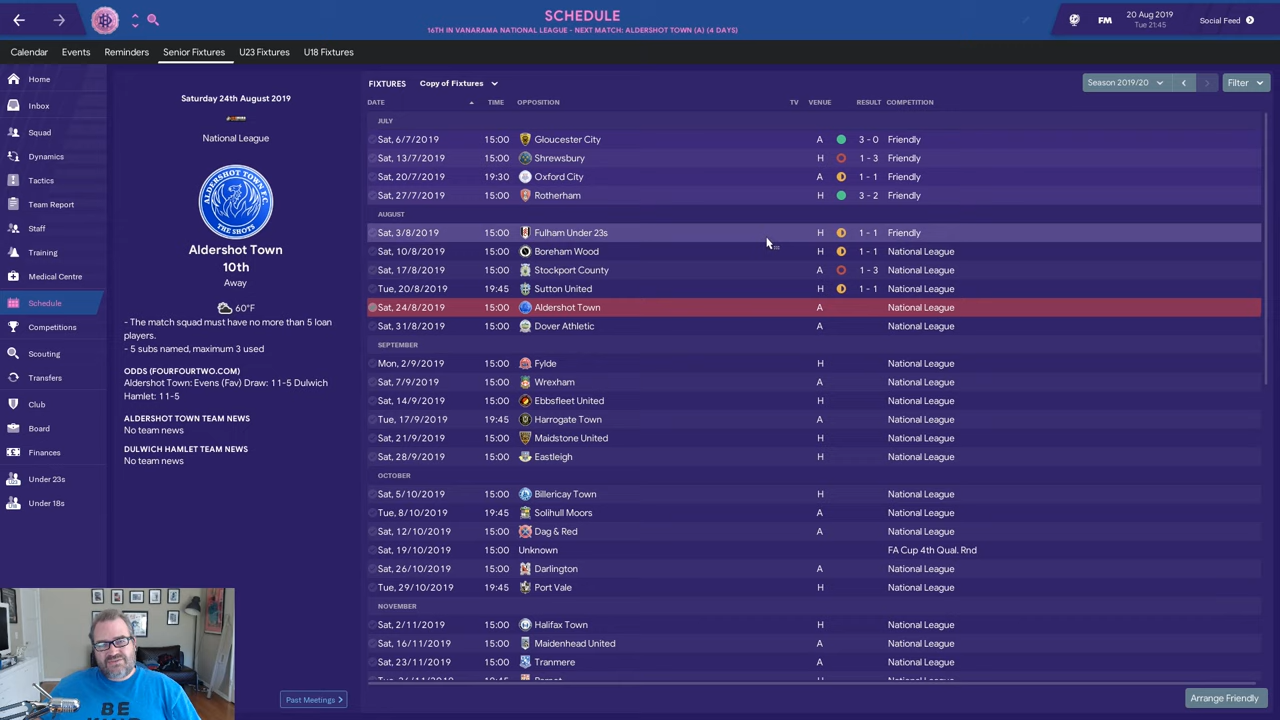 SCHEDULE
16TH IN VANARAMA NATIONAL LEAGUE - NEXT MATCH: ALDERSHOT TOWN (A) (4 DAYS)
FM
20 Aug 2019
Tue 21:45
Social Feed
Calendar Events Reminders Senior Fixtures U23 Fixtures U18 Fixtures
Home
Inbox
Squad
Dynamics
Tactics
Team Report
Staff
Training
Medical Centre
Schedule
Competitions
Scouting
Transfers
Club
Board
Finances
Under 23s
Under 18s
Saturday 24th August 2019
National League
ALDERSHOT TOWN F.C.
THE SHOTS
Aldershot Town
10th
Away
60°F
- The match squad must have no more than 5 loan
players.
- 5 subs named, maximum 3 used
ODDS (FOURFOURTWO.COM)
Aldershot Town: Evens (Fav) Draw: 11-5 Dulwich
Hamlet: 11-5
ALDERSHOT TOWN TEAM NEWS
No team news
DULWICH HAMLET TEAM NEWS
No team news
Past Meetings
FIXTURES Copy of Fixtures Season 2019/20 Filter
DATE TIME OPPOSITION TV VENUE RESULT COMPETITION
JULY
Sat, 6/7/2019 15:00 Gloucester City A 3 - 0 Friendly
Sat, 13/7/2019 15:00 Shrewsbury H 1 - 3 Friendly
Sat, 20/7/2019 19:30 Oxford City A 1 - 1 Friendly
Sat, 27/7/2019 15:00 Rotherham H 3 - 2 Friendly
AUGUST
Sat, 3/8/2019 15:00 Fulham Under 23s H 1 - 1 Friendly
Sat, 10/8/2019 15:00 Boreham Wood H 1 - 1 National League
Sat, 17/8/2019 15:00 Stockport County A 1 - 3 National League
Tue, 20/8/2019 19:45 Sutton United H 1 - 1 National League
Sat, 24/8/2019 15:00 Aldershot Town A National League
Sat, 31/8/2019 15:00 Dover Athletic A National League
SEPTEMBER
Mon, 2/9/2019 15:00 Fylde H National League
Sat, 7/9/2019 15:00 Wrexham A National League
Sat, 14/9/2019 15:00 Ebbsfleet United H National League
Tue, 17/9/2019 19:45 Harrogate Town A National League
Sat, 21/9/2019 15:00 Maidstone United H National League
Sat, 28/9/2019 15:00 Eastleigh H National League
OCTOBER
Sat, 5/10/2019 15:00 Billericay Town H National League
Tue, 8/10/2019 19:45 Solihull Moors A National League
Sat, 12/10/2019 15:00 Dag & Red A National League
Sat, 19/10/2019 15:00 Unknown FA Cup 4th Qual. Rnd
Sat, 26/10/2019 15:00 Darlington A National League
Tue, 29/10/2019 19:45 Port Vale H National League
NOVEMBER
Sat, 2/11/2019 15:00 Halifax Town H National League
Sat, 16/11/2019 15:00 Maidenhead United A National League
Sat, 23/11/2019 15:00 Tranmere A National League
Tue, 26/11/2019 19:45 Barnet H National League
Arrange Friendly
BE